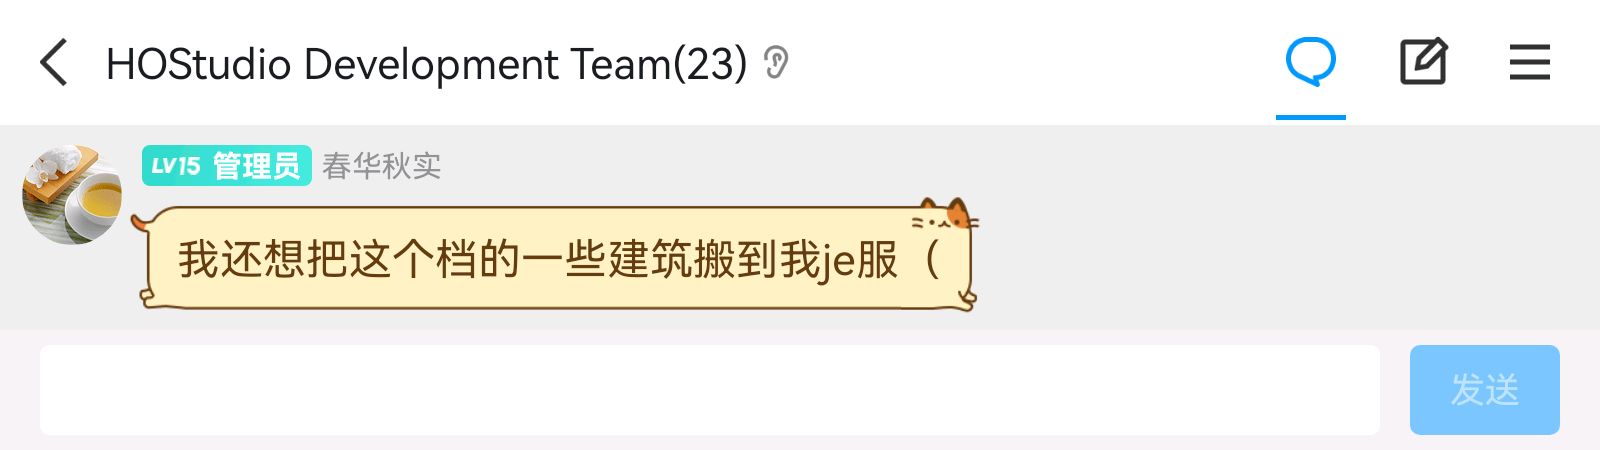 HOStudio Development Team(23)
LV15 管理员 春华秋实
我还想把这个档的一些建筑搬到我je服（
发送